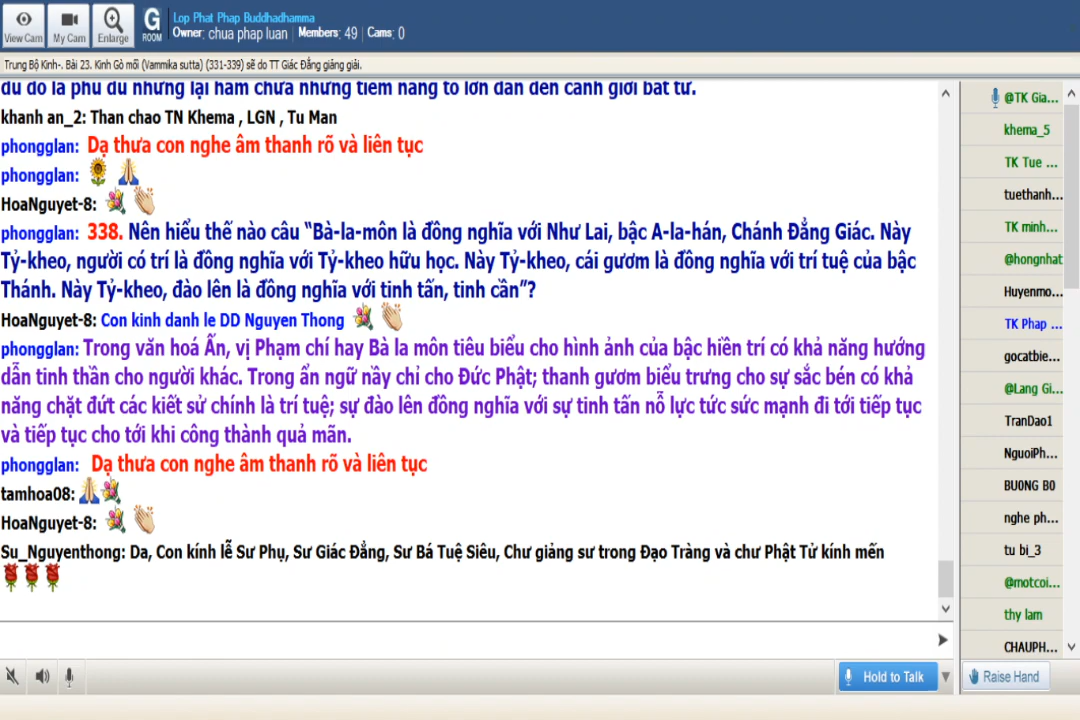 View Cam
My Cam
Enlarge
G
ROOM
Lop Phat Phap Buddhadhamma
Owner: chua phap luan | Members: 49 | Cams: 0
Trung Bộ Kinh-. Bài 23. Kinh Gò mối (Vammika sutta) (331-339) sẽ do TT Giác Đẳng giảng giải.
khanh an_2: Than chao TN Khema , LGN , Tu Man
phongglan: Dạ thưa con nghe âm thanh rõ và liên tục
phongglan:
HoaNguyet-8:
phongglan: 338. Nên hiểu thế nào câu “Bà-la-môn là đồng nghĩa với Như Lai, bậc A-la-hán, Chánh Đẳng Giác. Này
Tỷ-kheo, người có trí là đồng nghĩa với Tỷ-kheo hữu học. Này Tỷ-kheo, cái gươm là đồng nghĩa với trí tuệ của bậc
Thánh. Này Tỷ-kheo, đào lên là đồng nghĩa với tinh tấn, tinh cần”?
HoaNguyet-8: Con kinh danh le DD Nguyen Thong
phongglan: Trong văn hoá Ấn, vị Phạm chí hay Bà la môn tiêu biểu cho hình ảnh của bậc hiền trí có khả năng hướng
dẫn tinh thần cho người khác. Trong ẩn ngữ nầy chỉ cho Đức Phật; thanh gươm biểu trưng cho sự sắc bén có khả
năng chặt đứt các kiết sử chính là trí tuệ; sự đào lên đồng nghĩa với sự tinh tấn nỗ lực tức sức mạnh đi tới tiếp tục
và tiếp tục cho tới khi công thành quả mãn.
phongglan: Dạ thưa con nghe âm thanh rõ và liên tục
tamhoa08:
HoaNguyet-8:
Su_Nguyenthong: Da, Con kính lễ Sư Phụ, Sư Giác Đẳng, Sư Bá Tuệ Siêu, Chư giảng sư trong Đạo Tràng và chư Phật Tử kính mến
@TK Gia...
khema_5
TK Tue ...
tuethanh...
TK minh...
@hongnhat
Huyenmo...
TK Phap ...
gocatbie...
@Lang Gi...
TranDao1
NguoiPh...
BUONG BO
nghe ph...
tu bi_3
@motcoi...
thy lam
CHAUPH...
Hold to Talk
Raise Hand